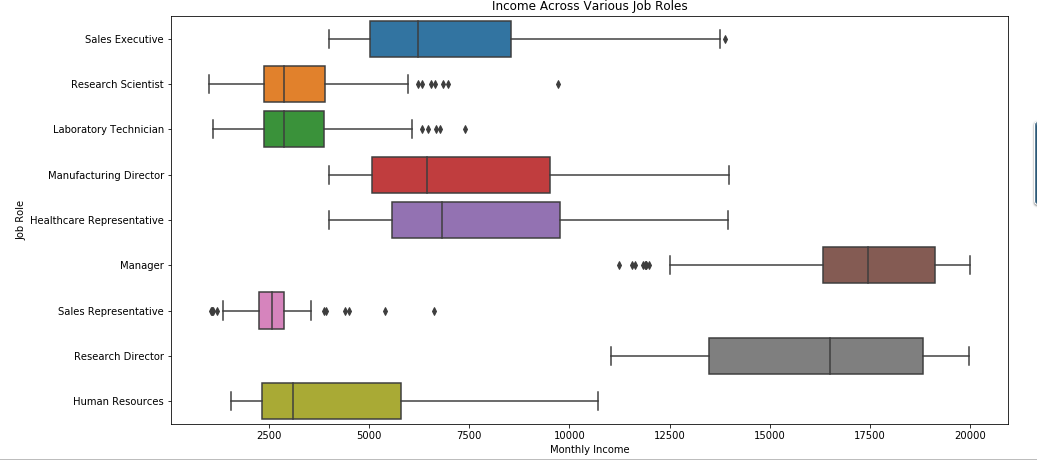 Income Across Various Job Roles
Sales Executive
Research Scientist
Laboratory Technician
Manufacturing Director
Healthcare Representative
Manager
Sales Representative
Research Director
Human Resources
Job Role
2500 5000 7500 10000 12500 15000 17500 20000
Monthly Income